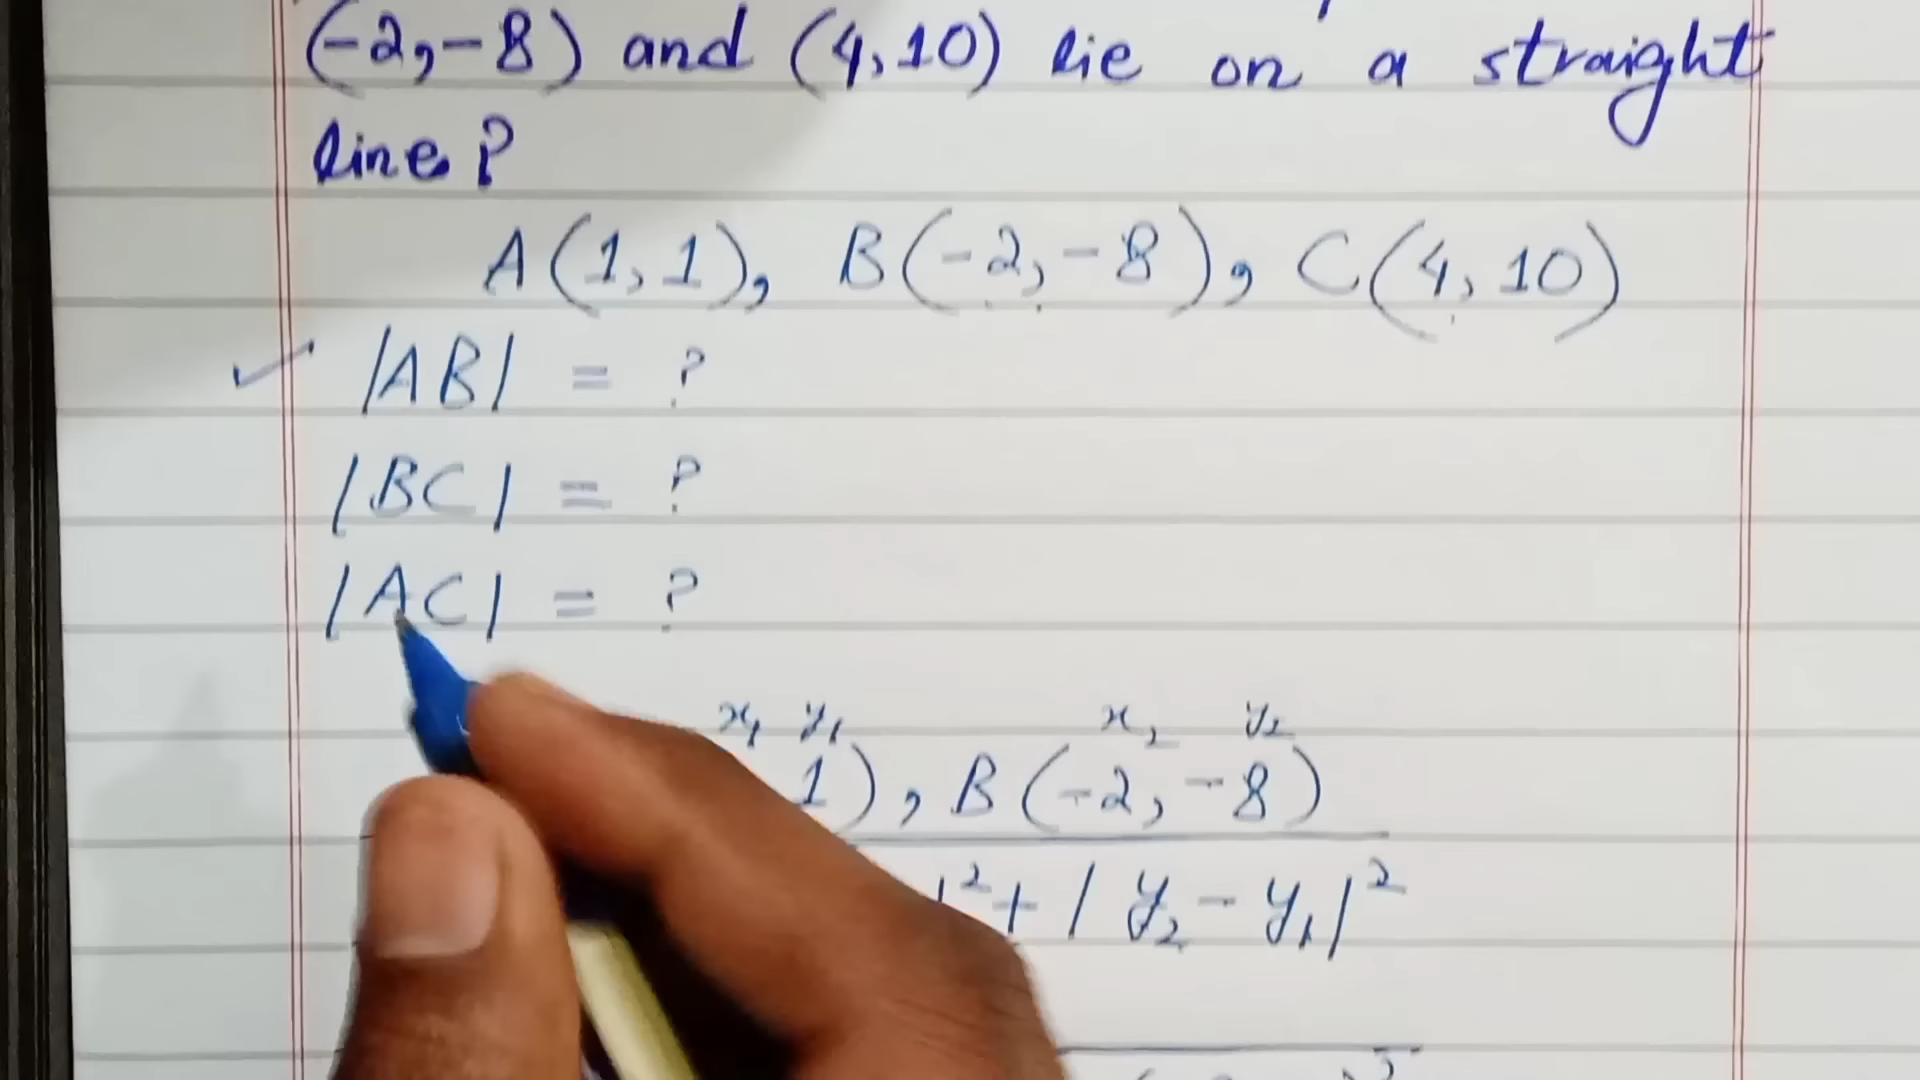 (-2,-8) and (4,10) lie on a straight
line?
A(1,1), B(-2,-8), C(4,10)
✓ |AB| = ?
|BC| = ?
|AC| = ?
x₁ y₁ x₂ y₂
1), B(-2,-8)
|² + |y₂ - y₁|²